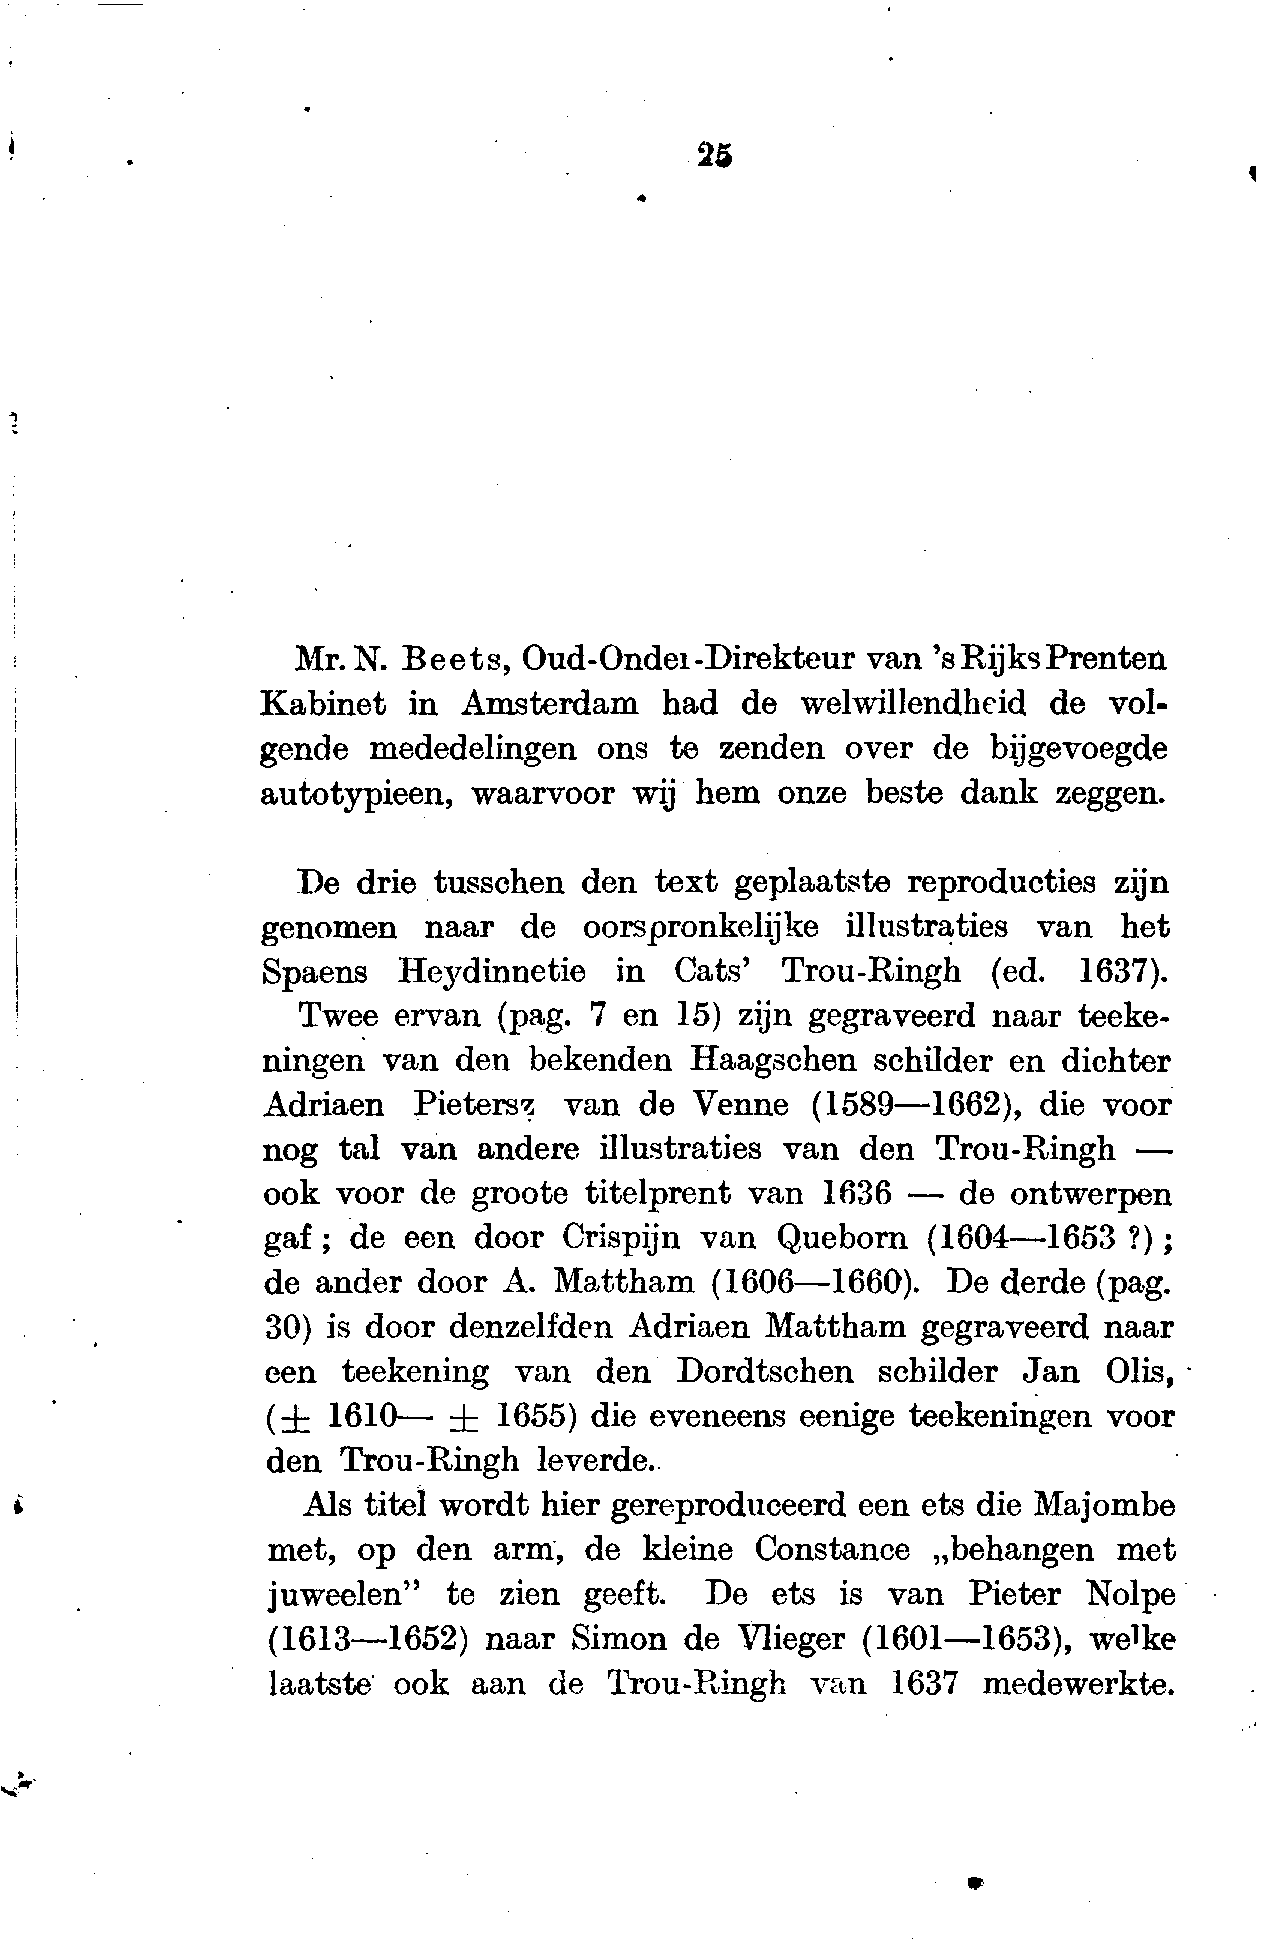 25
Mr. N. Beets, Oud-Onder-Direkteur van 's Rijks Prenten
Kabinet in Amsterdam had de welwillendheid de vol-
gende mededelingen ons te zenden over de bijgevoegde
autotypieen, waarvoor wij hem onze beste dank zeggen.
De drie tusschen den text geplaatste reproducties zijn
genomen naar de oorspronkelijke illustraties van het
Spaens Heydinnetie in Cats' Trou-Ringh (ed. 1637).
Twee ervan (pag. 7 en 15) zijn gegraveerd naar teeke-
ningen van den bekenden Haagschen schilder en dichter
Adriaen Pietersz van de Venne (1589—1662), die voor
nog tal van andere illustraties van den Trou-Ringh —
ook voor de groote titelprent van 1636 — de ontwerpen
gaf ; de een door Crispijn van Queborn (1604—1653 ?) ;
de ander door A. Mattham (1606—1660). De derde (pag.
30) is door denzelfden Adriaen Mattham gegraveerd naar
een teekening van den Dordtschen schilder Jan Olis,
(± 1610— ± 1655) die eveneens eenige teekeningen voor
den Trou-Ringh leverde.
Als titel wordt hier gereproduceerd een ets die Majombe
met, op den arm, de kleine Constance „behangen met
juweelen" te zien geeft. De ets is van Pieter Nolpe
(1613—1652) naar Simon de Vlieger (1601—1653), welke
laatste ook aan de Trou-Ringh van 1637 medewerkte.